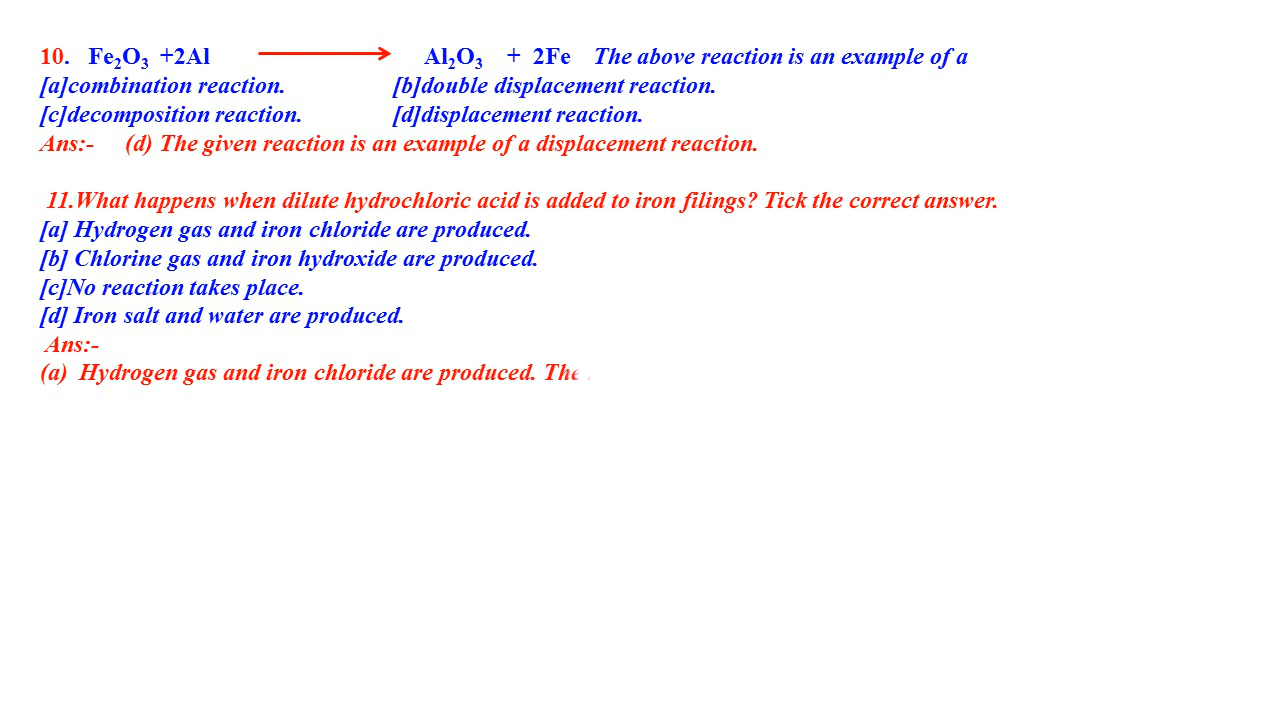 10. Fe₂O₃ +2Al ⟶ Al₂O₃ + 2Fe The above reaction is an example of a
[a]combination reaction. [b]double displacement reaction.
[c]decomposition reaction. [d]displacement reaction.
Ans:- (d) The given reaction is an example of a displacement reaction.
11.What happens when dilute hydrochloric acid is added to iron filings? Tick the correct answer.
[a] Hydrogen gas and iron chloride are produced.
[b] Chlorine gas and iron hydroxide are produced.
[c]No reaction takes place.
[d] Iron salt and water are produced.
Ans:-
(a) Hydrogen gas and iron chloride are produced. The